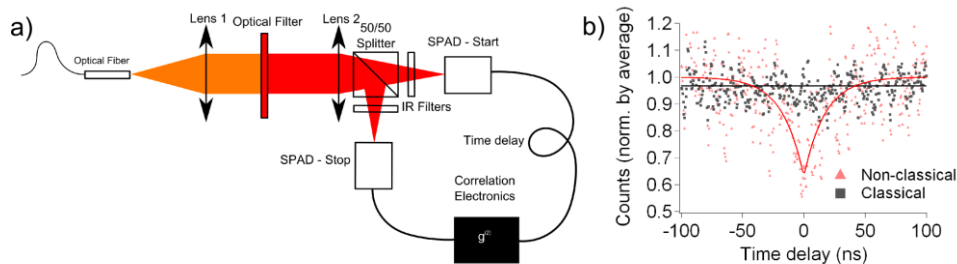 a)
Lens 1
Optical Filter
Lens 2
50/50
Splitter
SPAD - Start
Optical Fiber
IR Filters
Time delay
SPAD - Stop
Correlation
Electronics
g(2)
b)
Counts (norm. by average)
1.2
1.1
1.0
0.9
0.8
0.7
0.6
0.5
Non-classical
Classical
-100
-50
0
50
100
Time delay (ns)